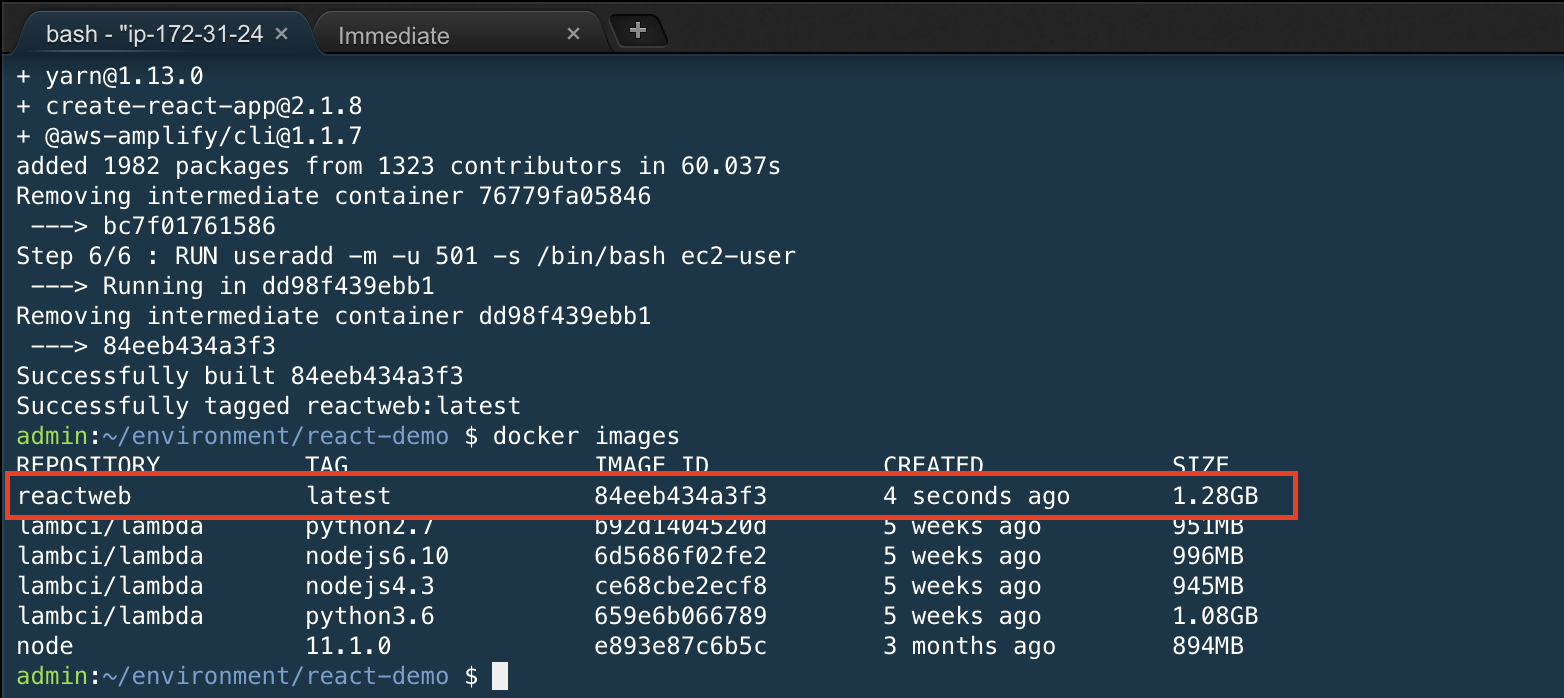 bash - "ip-172-31-24 × Immediate × +
+ yarn@1.13.0
+ create-react-app@2.1.8
+ @aws-amplify/cli@1.1.7
added 1982 packages from 1323 contributors in 60.037s
Removing intermediate container 76779fa05846
 ---> bc7f01761586
Step 6/6 : RUN useradd -m -u 501 -s /bin/bash ec2-user
 ---> Running in dd98f439ebb1
Removing intermediate container dd98f439ebb1
 ---> 84eeb434a3f3
Successfully built 84eeb434a3f3
Successfully tagged reactweb:latest
admin:~/environment/react-demo $ docker images
REPOSITORY          TAG                 IMAGE ID            CREATED             SIZE
reactweb            latest              84eeb434a3f3        4 seconds ago       1.28GB
lambci/lambda       python2.7           b92d1404520d        5 weeks ago         951MB
lambci/lambda       nodejs6.10          6d5686f02fe2        5 weeks ago         996MB
lambci/lambda       nodejs4.3           ce68cbe2ecf8        5 weeks ago         945MB
lambci/lambda       python3.6           659e6b066789        5 weeks ago         1.08GB
node                11.1.0              e893e87c6b5c        3 months ago        894MB
admin:~/environment/react-demo $